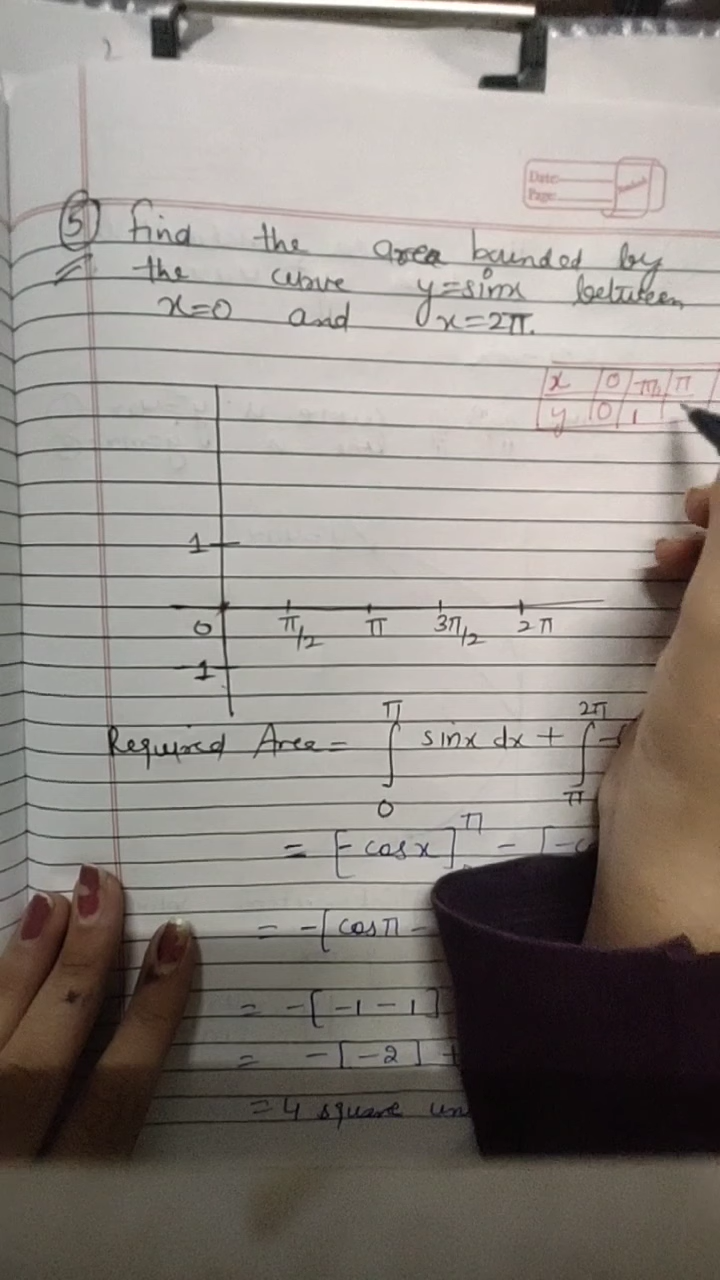 Date:
Page:
5 find the area bounded by
the curve y=sinx between
x=0 and x=2π.
x 0 π/2 π
y 0 1
1
0 π/2 π 3π/2 2π
1
Required Area = ∫₀^π sinx dx + ∫_π^2π
= [-cosx]^π - [-c
= -[cosπ -
= -[-1-1]
= -[-2] +
= 4 square un